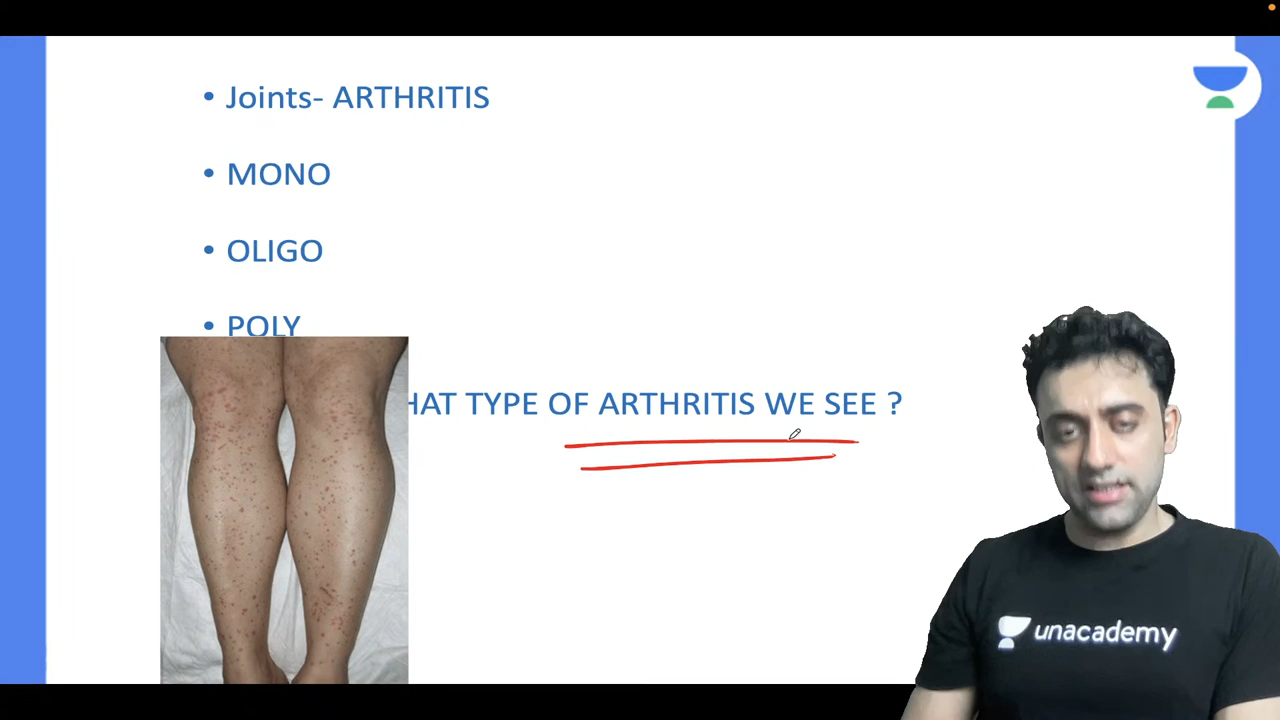 • Joints- ARTHRITIS
• MONO
• OLIGO
• POLY
HAT TYPE OF ARTHRITIS WE SEE ?
unacademy